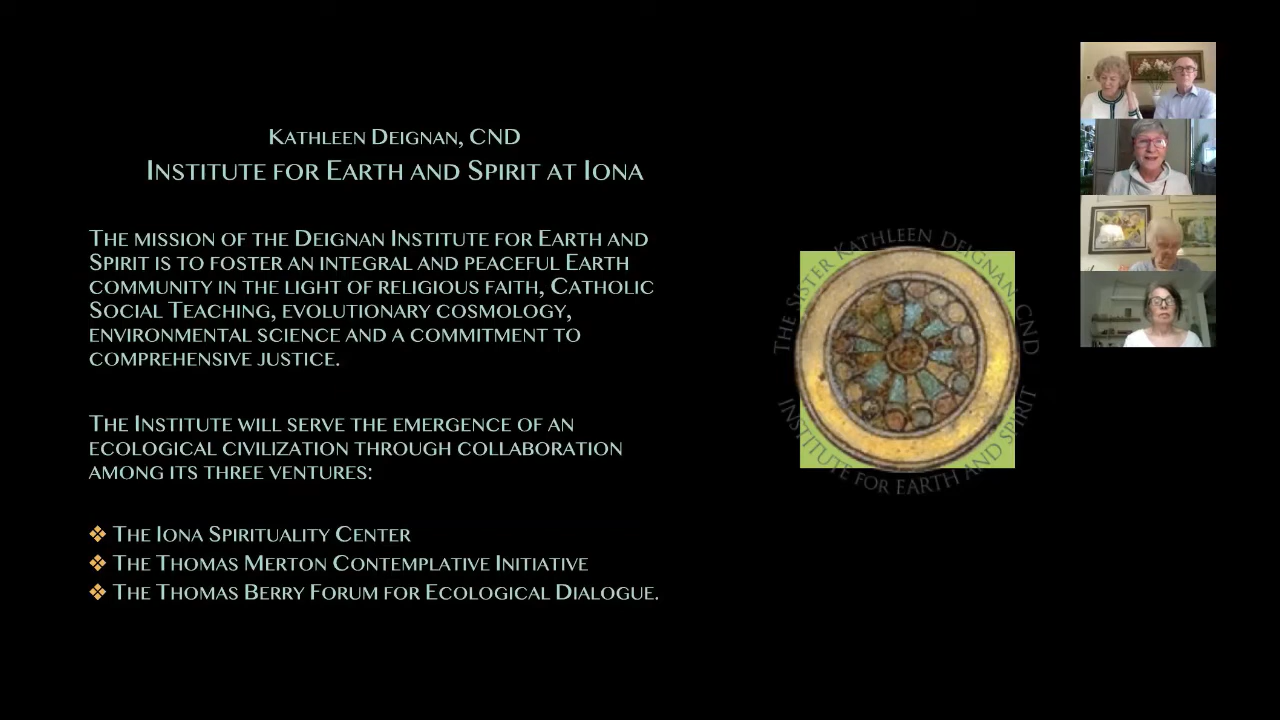 Kathleen Deignan, CND
Institute for Earth and Spirit at Iona
The mission of the Deignan Institute for Earth and
Spirit is to foster an integral and peaceful Earth
community in the light of religious faith, Catholic
Social Teaching, evolutionary cosmology,
environmental science and a commitment to
comprehensive justice.
The Institute will serve the emergence of an
ecological civilization through collaboration
among its three ventures:
❖ The Iona Spirituality Center
❖ The Thomas Merton Contemplative Initiative
❖ The Thomas Berry Forum for Ecological Dialogue.
The Sister Kathleen Deignan, CND
Institute for Earth and Spirit